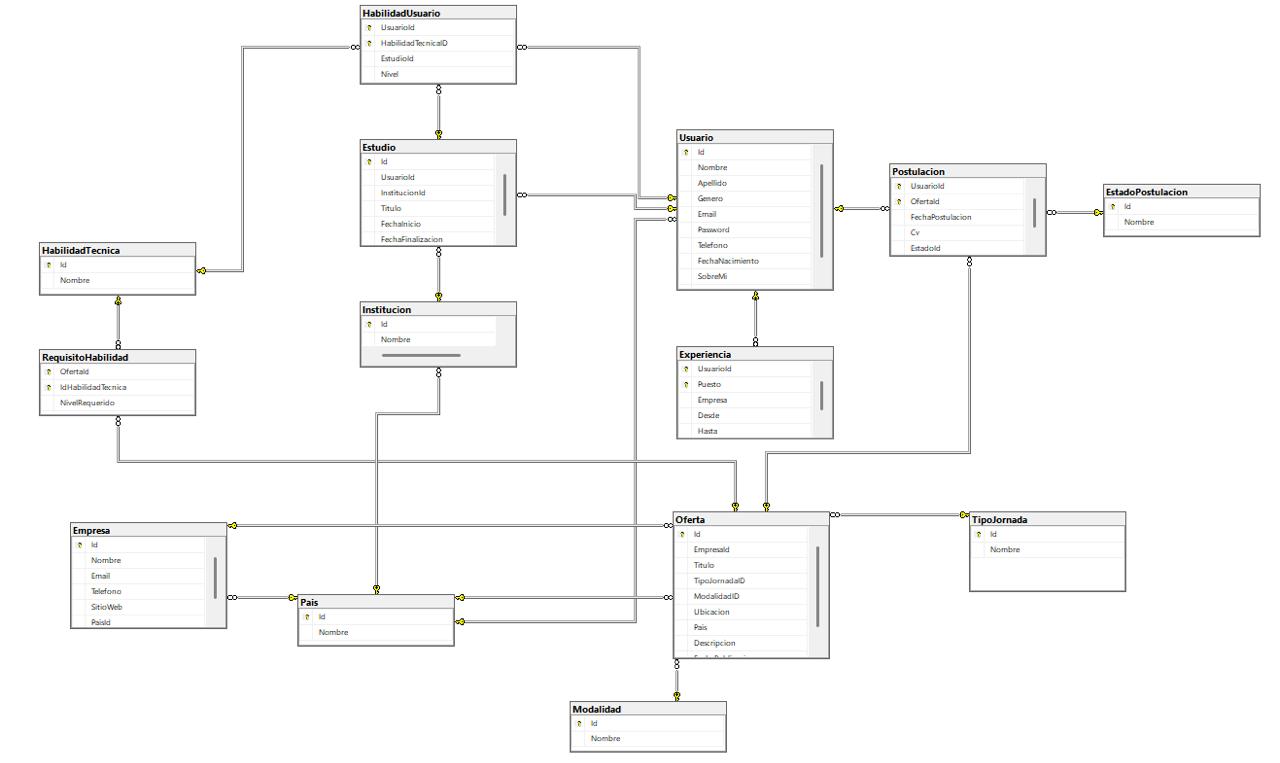 HabilidadUsuario
UsuarioId
HabilidadTecnicaID
EstudioId
Nivel
Estudio
Id
UsuarioId
InstitucionId
Titulo
FechaInicio
FechaFinalizacion
Usuario
Id
Nombre
Apellido
Genero
Email
Password
Telefono
FechaNacimiento
SobreMi
Postulacion
UsuarioId
OfertaId
FechaPostulacion
Cv
EstadoId
EstadoPostulacion
Id
Nombre
HabilidadTecnica
Id
Nombre
Institucion
Id
Nombre
RequisitoHabilidad
OfertaId
IdHabilidadTecnica
NivelRequerido
Experiencia
UsuarioId
Puesto
Empresa
Desde
Hasta
Empresa
Id
Nombre
Email
Telefono
SitioWeb
PaisId
Pais
Id
Nombre
Oferta
Id
EmpresaId
Titulo
TipoJornadaID
ModalidadID
Ubicacion
Pais
Descripcion
TipoJornada
Id
Nombre
Modalidad
Id
Nombre